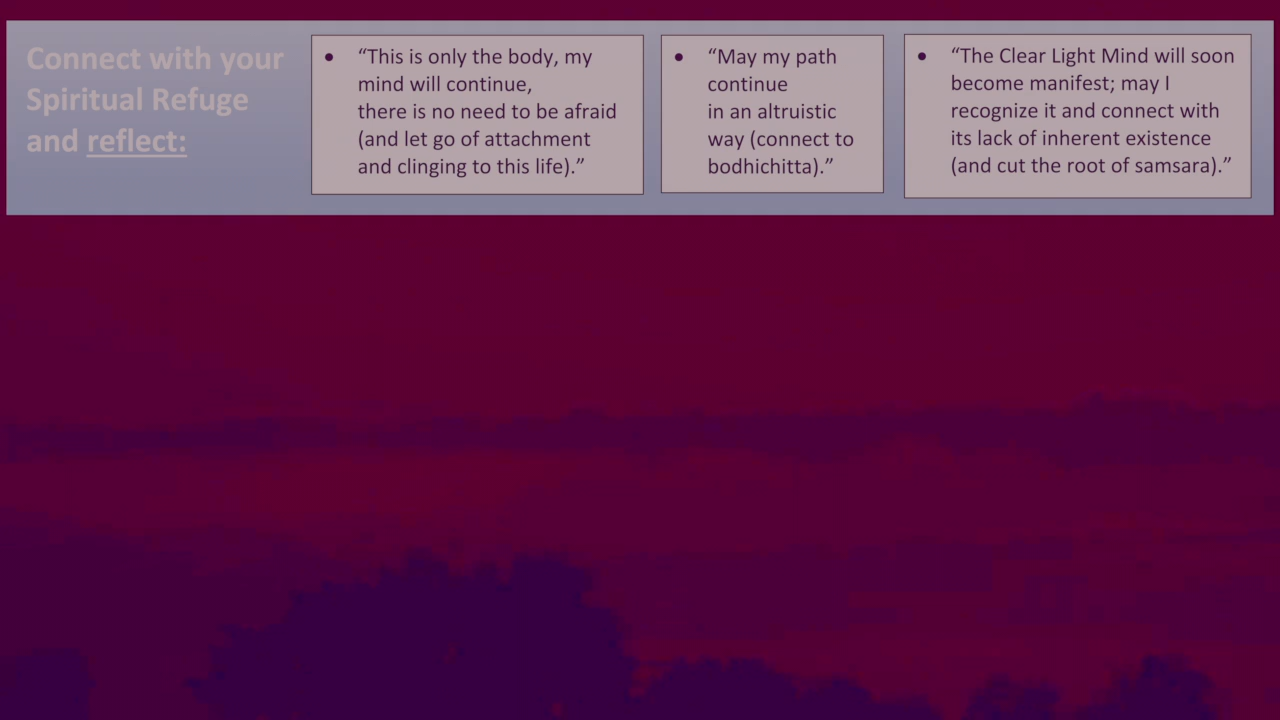 Connect with your
Spiritual Refuge
and reflect:
• “This is only the body, my
mind will continue,
there is no need to be afraid
(and let go of attachment
and clinging to this life).”
• “May my path
continue
in an altruistic
way (connect to
bodhichitta).”
• “The Clear Light Mind will soon
become manifest; may I
recognize it and connect with
its lack of inherent existence
(and cut the root of samsara).”